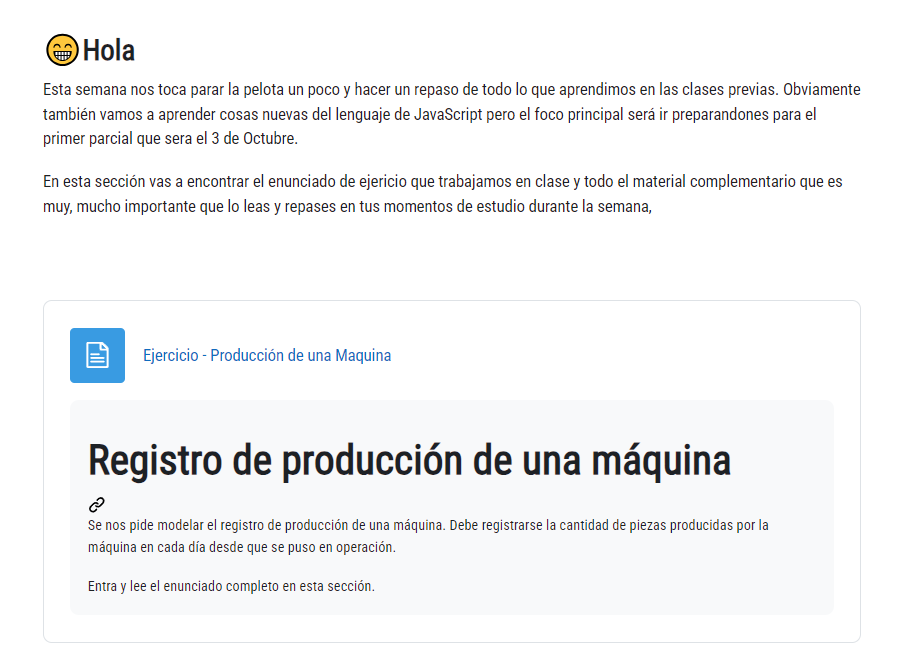 Hola
Esta semana nos toca parar la pelota un poco y hacer un repaso de todo lo que aprendimos en las clases previas. Obviamente
también vamos a aprender cosas nuevas del lenguaje de JavaScript pero el foco principal será ir preparandones para el
primer parcial que sera el 3 de Octubre.
En esta sección vas a encontrar el enunciado de ejericio que trabajamos en clase y todo el material complementario que es
muy, mucho importante que lo leas y repases en tus momentos de estudio durante la semana,
Ejercicio - Producción de una Maquina
Registro de producción de una máquina
Se nos pide modelar el registro de producción de una máquina. Debe registrarse la cantidad de piezas producidas por la
máquina en cada día desde que se puso en operación.
Entra y lee el enunciado completo en esta sección.